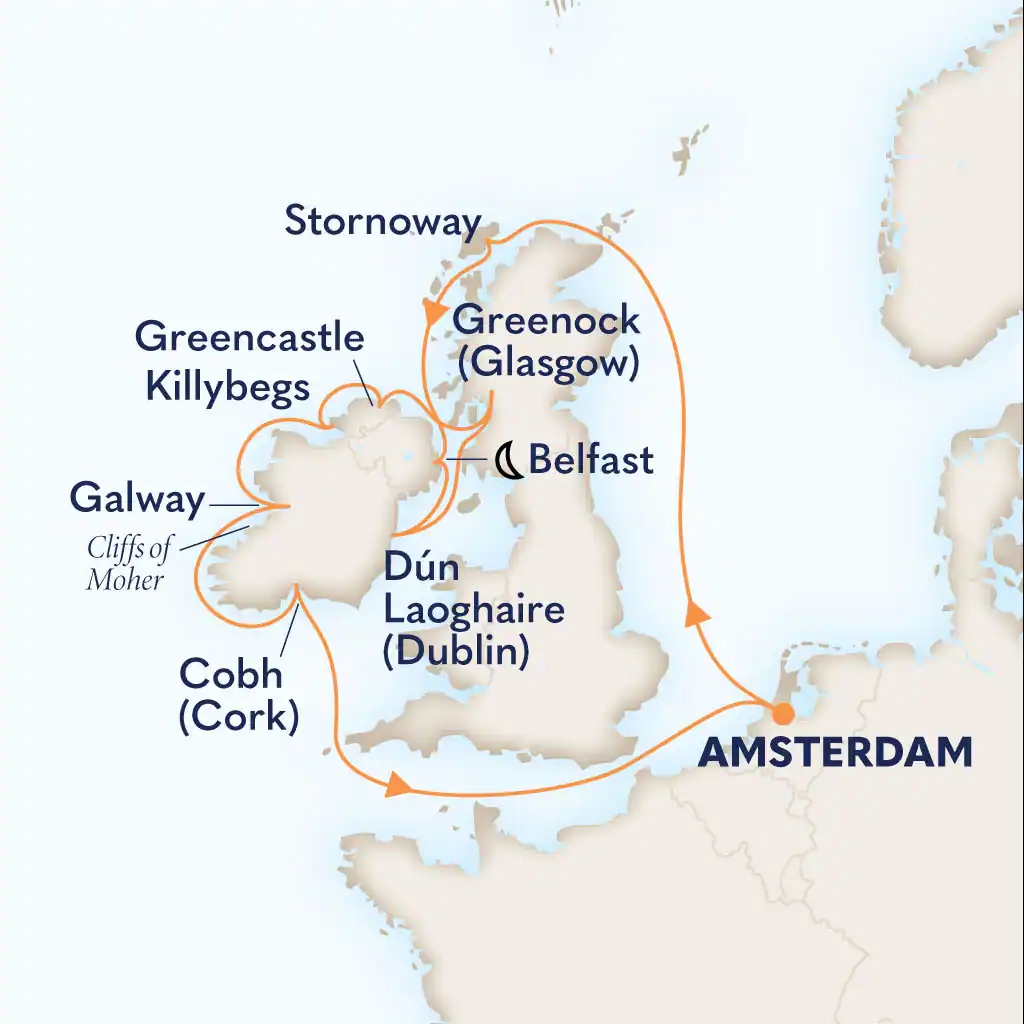 Stornoway
Greenock
(Glasgow)
Greencastle
Killybegs
Belfast
Galway
Cliffs of
Moher
Dún
Laoghaire
(Dublin)
Cobh
(Cork)
AMSTERDAM